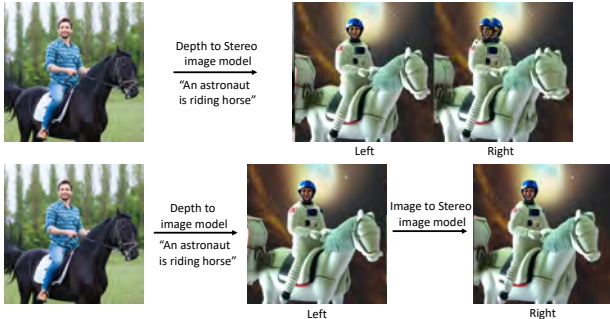 Depth to Stereo
image model
“An astronaut
is riding horse”
Left
Right
Depth to
image model
“An astronaut
is riding horse”
Image to Stereo
image model
Left
Right